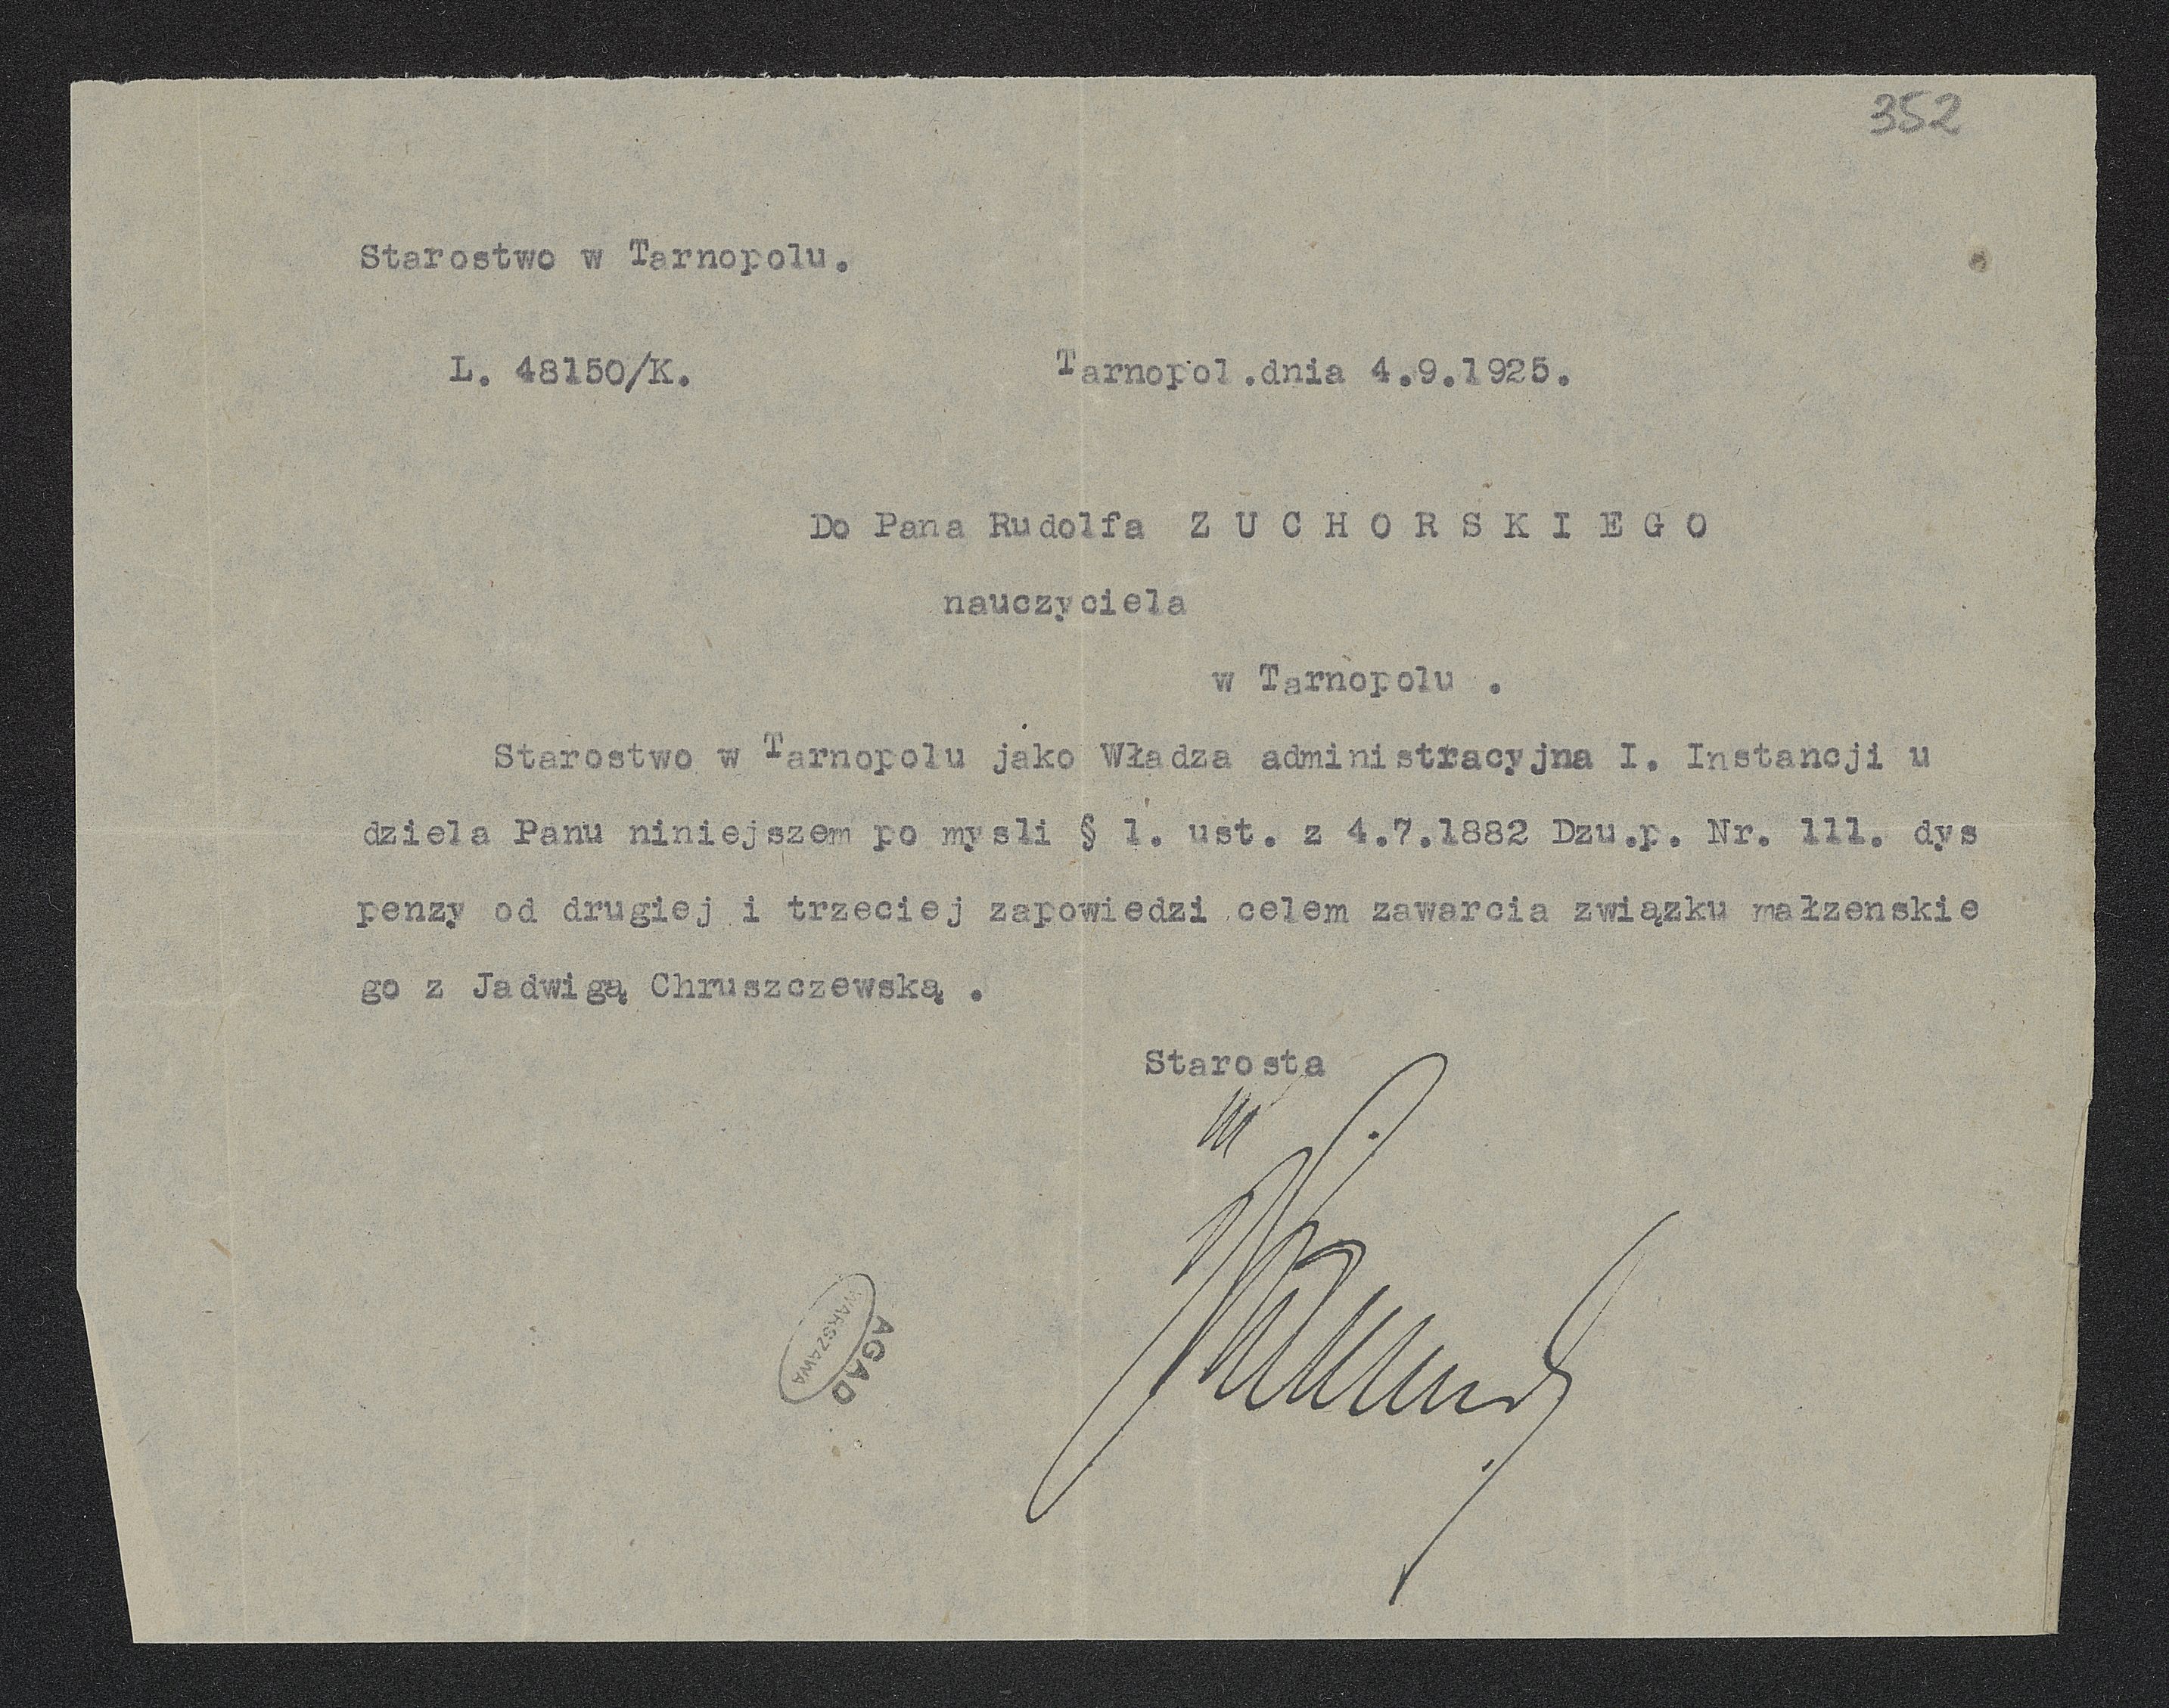 352
Starostwo w Tarnopolu.
L. 48150/K. Tarnopol.dnia 4.9.1925.
Do Pana Rudolfa Z U C H O R S K I E G O
nauczyciela
w Tarnopolu .
Starostwo w Tarnopolu jako Władza administracyjna I. Instancji u
dziela Panu niniejszem po mysli § 1. ust. z 4.7.1882 Dzu.p. Nr. 111. dys
penzy od drugiej i trzeciej zapowiedzi celem zawarcia związku małzenskie
go z Jadwigą Chruszczewską .
Starosta
AGAD
WARSZAWA